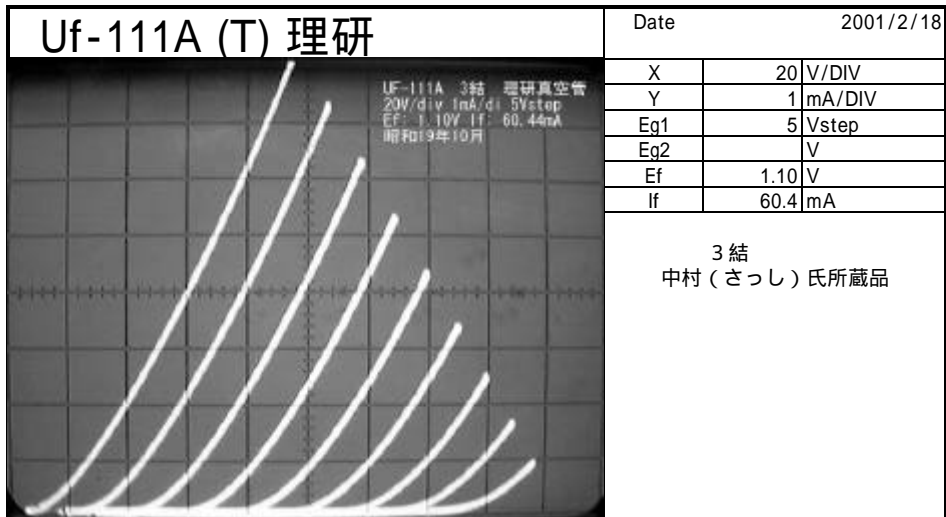 Uf-111A (T) 理研
Date 2001/2/18
UF-111A 3結 理研真空管
20V/div 1mA/di 5Vstep
Ef: 1.10V If: 60.44mA
昭和19年10月
X 20 V/DIV
Y 1 mA/DIV
Eg1 5 Vstep
Eg2 V
Ef 1.10 V
If 60.4 mA
３結
中村（さっし）氏所蔵品